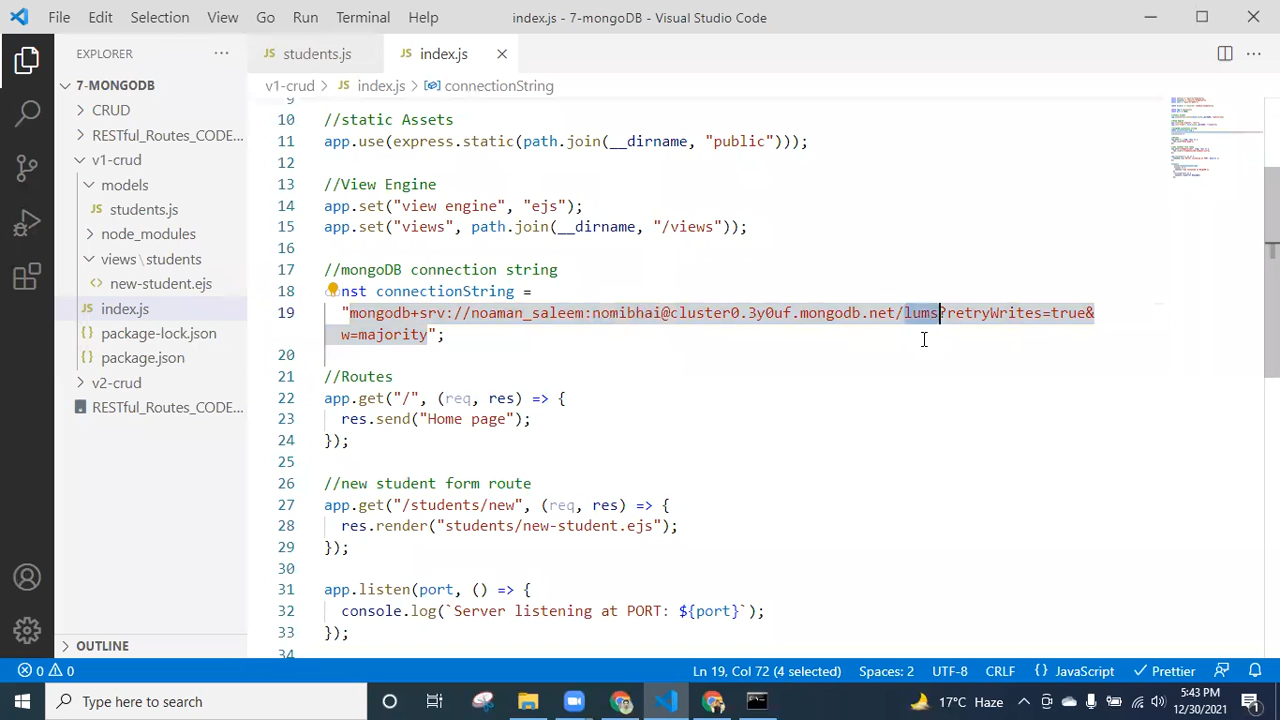 File Edit Selection View Go Run Terminal Help index.js - 7-mongoDB - Visual Studio Code
EXPLORER ···
JS students.js JS index.js
7-MONGODB
v1-crud > JS index.js > connectionString
CRUD
RESTful_Routes_CODE...
v1-crud
models
JS students.js
node_modules
views\students
<> new-student.ejs
JS index.js
package-lock.json
package.json
v2-crud
RESTful_Routes_CODE...
OUTLINE
9
10 //static Assets
11 app.use(express.static(path.join(__dirname, "public")));
12
13 //View Engine
14 app.set("view engine", "ejs");
15 app.set("views", path.join(__dirname, "/views"));
16
17 //mongoDB connection string
18 nst connectionString =
19 "mongodb+srv://noaman_saleem:nomibhai@cluster0.3y0uf.mongodb.net/lums?retryWrites=true&
w=majority";
20
21 //Routes
22 app.get("/", (req, res) => {
23 res.send("Home page");
24 });
25
26 //new student form route
27 app.get("/students/new", (req, res) => {
28 res.render("students/new-student.ejs");
29 });
30
31 app.listen(port, () => {
32 console.log(`Server listening at PORT: ${port}`);
33 });
34
0 0 Ln 19, Col 72 (4 selected) Spaces: 2 UTF-8 CRLF {} JavaScript Prettier
Type here to search 17°C Haze 5:43 PM
12/30/2021
1